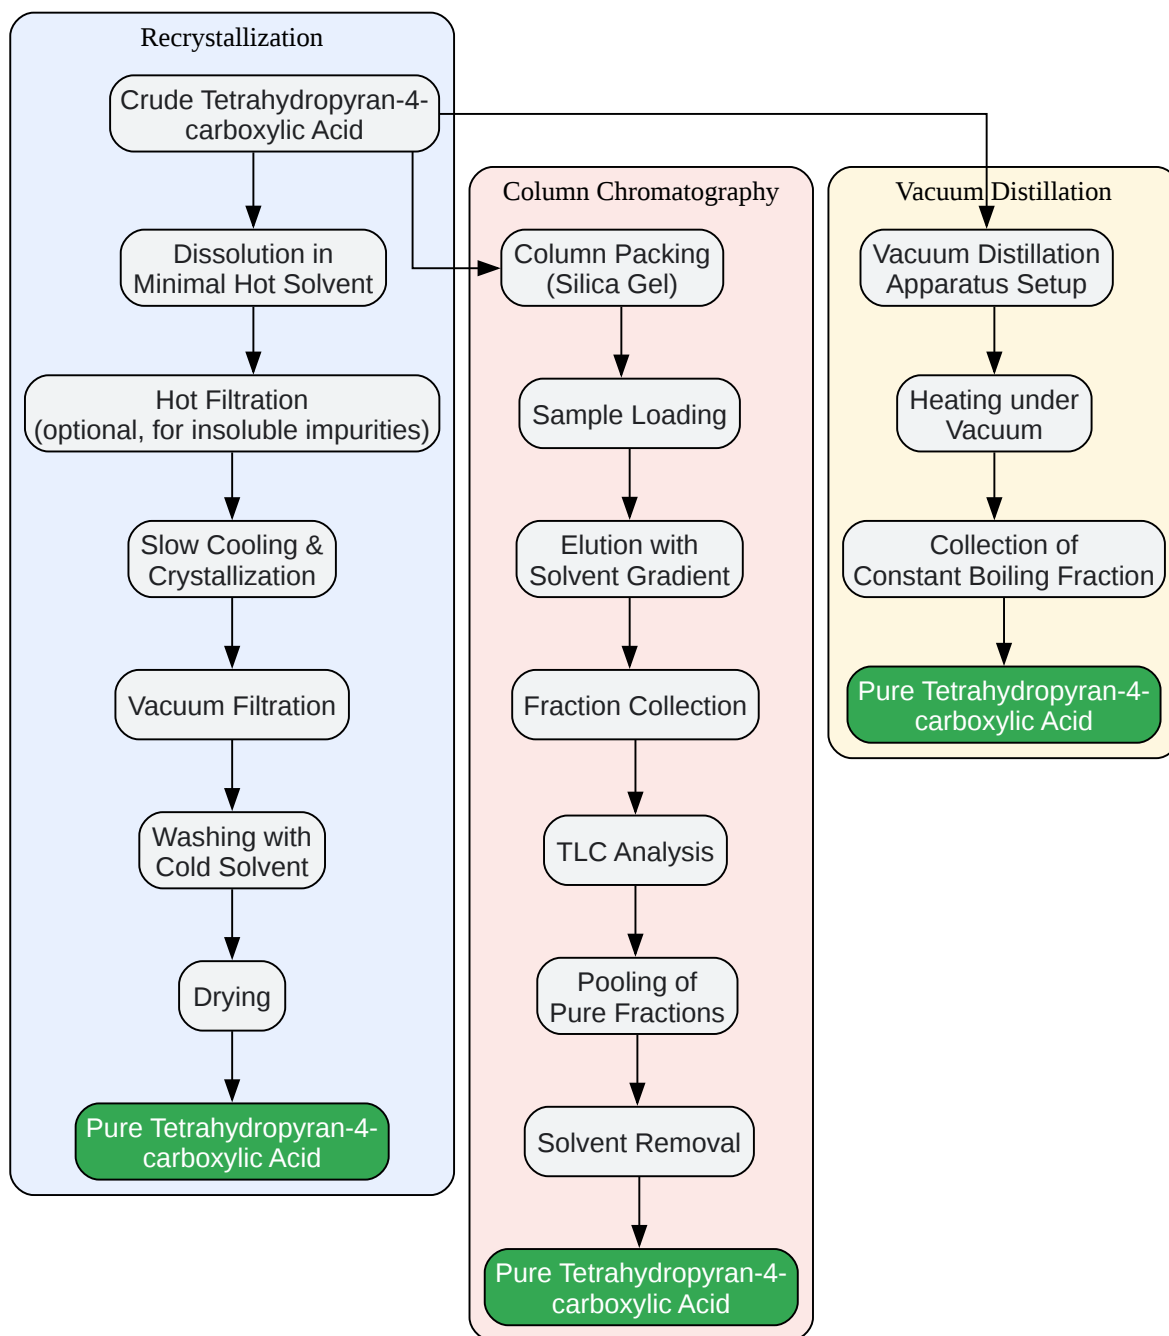 Recrystallization
Crude Tetrahydropyran-4-
carboxylic Acid
Dissolution in
Minimal Hot Solvent
Hot Filtration
(optional, for insoluble impurities)
Slow Cooling &
Crystallization
Vacuum Filtration
Washing with
Cold Solvent
Drying
Pure Tetrahydropyran-4-
carboxylic Acid
Column Chromatography
Column Packing
(Silica Gel)
Sample Loading
Elution with
Solvent Gradient
Fraction Collection
TLC Analysis
Pooling of
Pure Fractions
Solvent Removal
Pure Tetrahydropyran-4-
carboxylic Acid
Vacuum Distillation
Vacuum Distillation
Apparatus Setup
Heating under
Vacuum
Collection of
Constant Boiling Fraction
Pure Tetrahydropyran-4-
carboxylic Acid